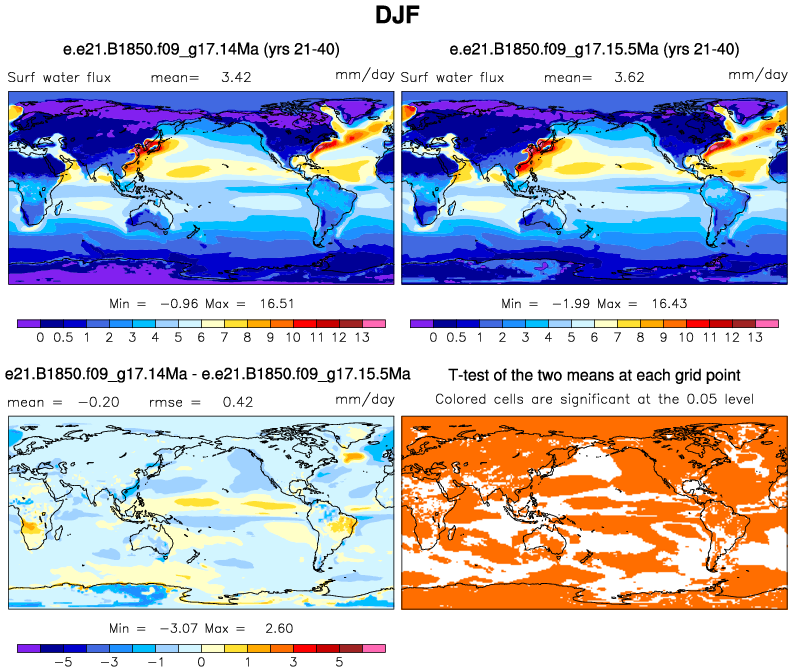 DJF
e.e21.B1850.f09_g17.14Ma (yrs 21-40)
Surf water flux mean= 3.42 mm/day
Min = -0.96 Max = 16.51
0 0.5 1 2 3 4 5 6 7 8 9 10 11 12 13
e.e21.B1850.f09_g17.15.5Ma (yrs 21-40)
Surf water flux mean= 3.62 mm/day
Min = -1.99 Max = 16.43
0 0.5 1 2 3 4 5 6 7 8 9 10 11 12 13
e21.B1850.f09_g17.14Ma - e.e21.B1850.f09_g17.15.5Ma
mean = -0.20 rmse = 0.42 mm/day
Min = -3.07 Max = 2.60
-5 -3 -1 0 1 3 5
T-test of the two means at each grid point
Colored cells are significant at the 0.05 level